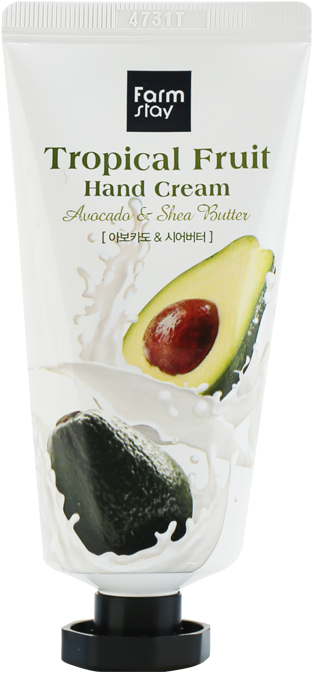 4731T
Farm
stay
Tropical Fruit
Hand Cream
Avocado & Shea Butter
[ 아보카도 & 시어버터 ]